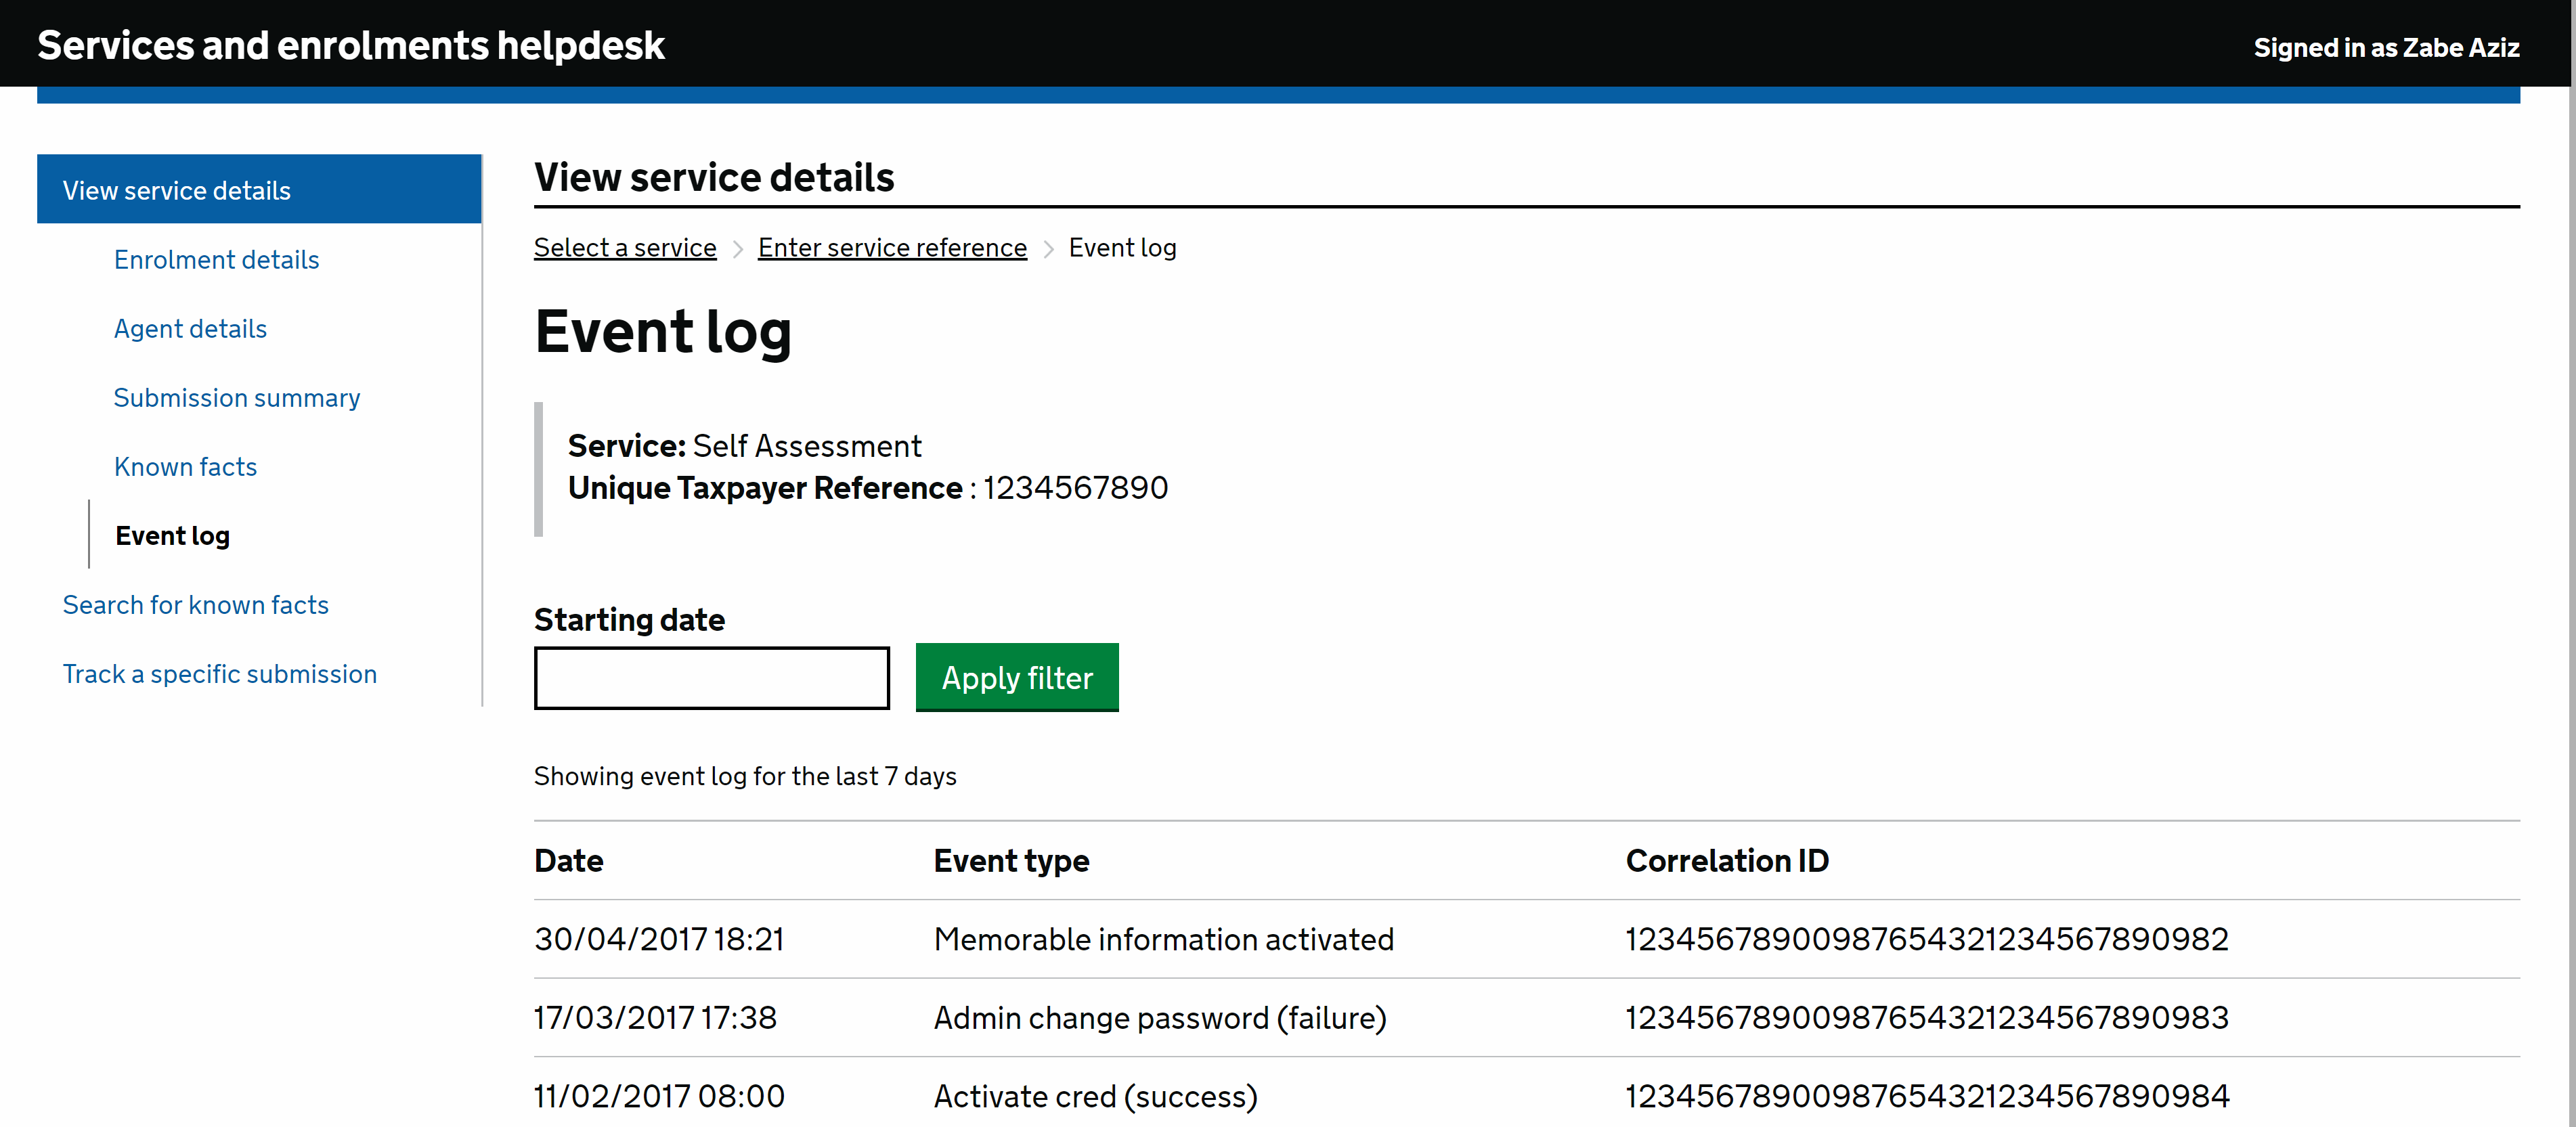 Services and enrolments helpdesk
Signed in as Zabe Aziz
View service details
Enrolment details
Agent details
Submission summary
Known facts
Event log
Search for known facts
Track a specific submission
View service details
Select a service > Enter service reference > Event log
Event log
Service: Self Assessment
Unique Taxpayer Reference : 1234567890
Starting date
Apply filter
Showing event log for the last 7 days
Date Event type Correlation ID
30/04/2017 18:21 Memorable information activated 12345678900987654321234567890982
17/03/2017 17:38 Admin change password (failure) 12345678900987654321234567890983
11/02/2017 08:00 Activate cred (success) 12345678900987654321234567890984